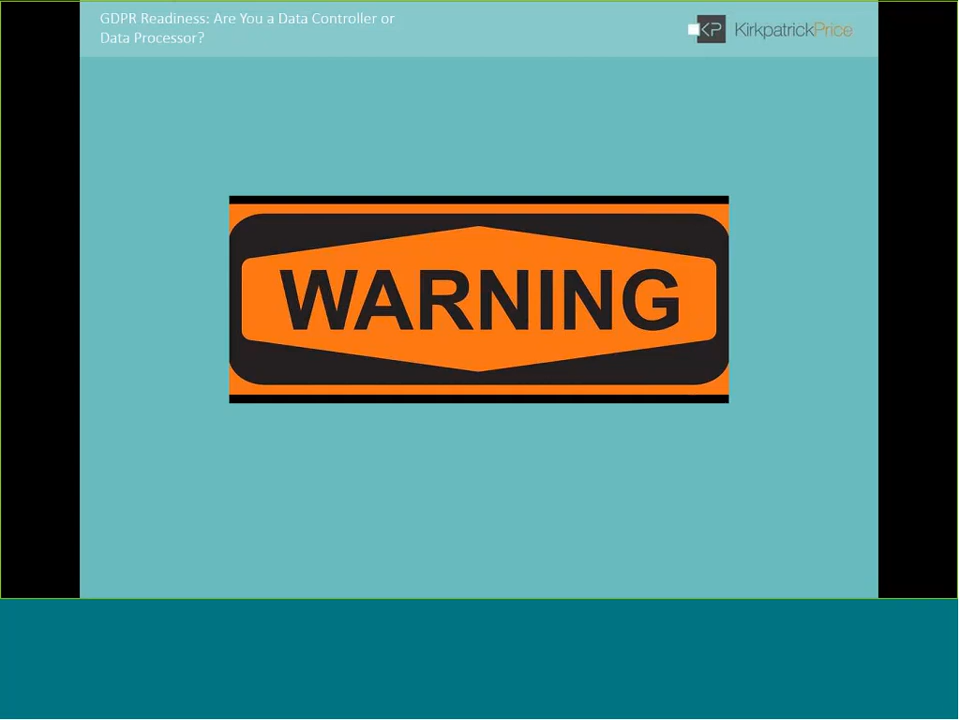 GDPR Readiness: Are You a Data Controller or
Data Processor?
KP KirkpatrickPrice
WARNING